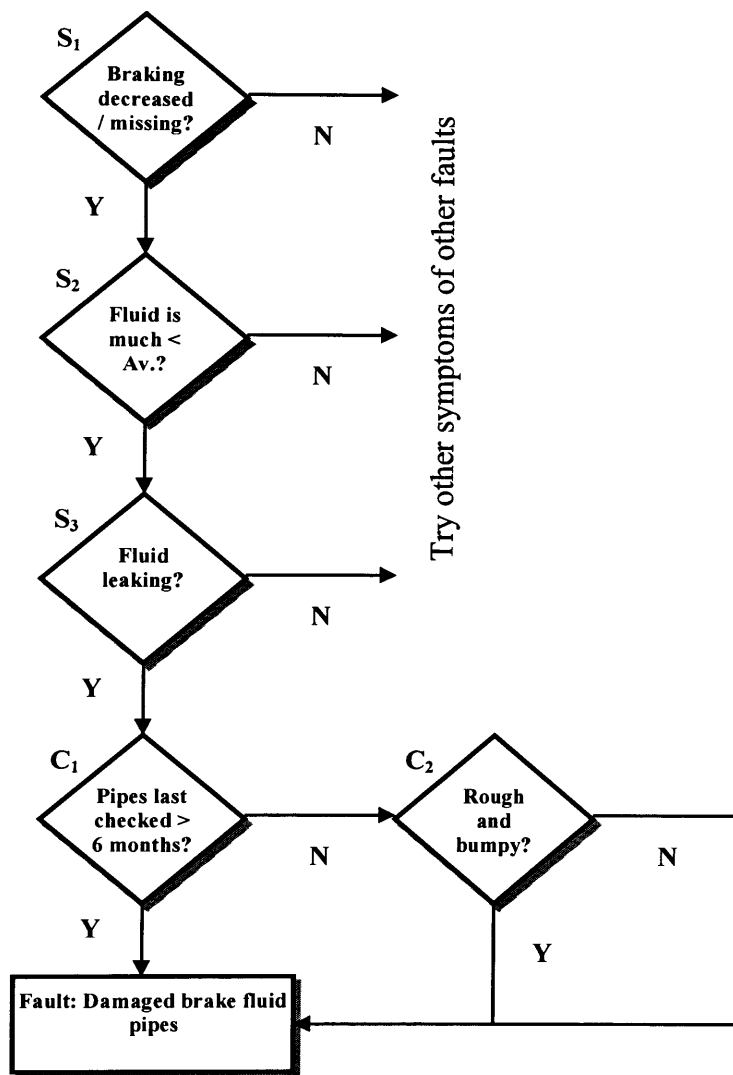 S₁
Braking
decreased
/ missing?
N
Y
S₂
Fluid is
much <
Av.?
N
Y
S₃
Fluid
leaking?
N
Y
Try other symptoms of other faults
C₁
Pipes last
checked >
6 months?
N
Y
C₂
Rough
and
bumpy?
N
Y
Fault: Damaged brake fluid
pipes